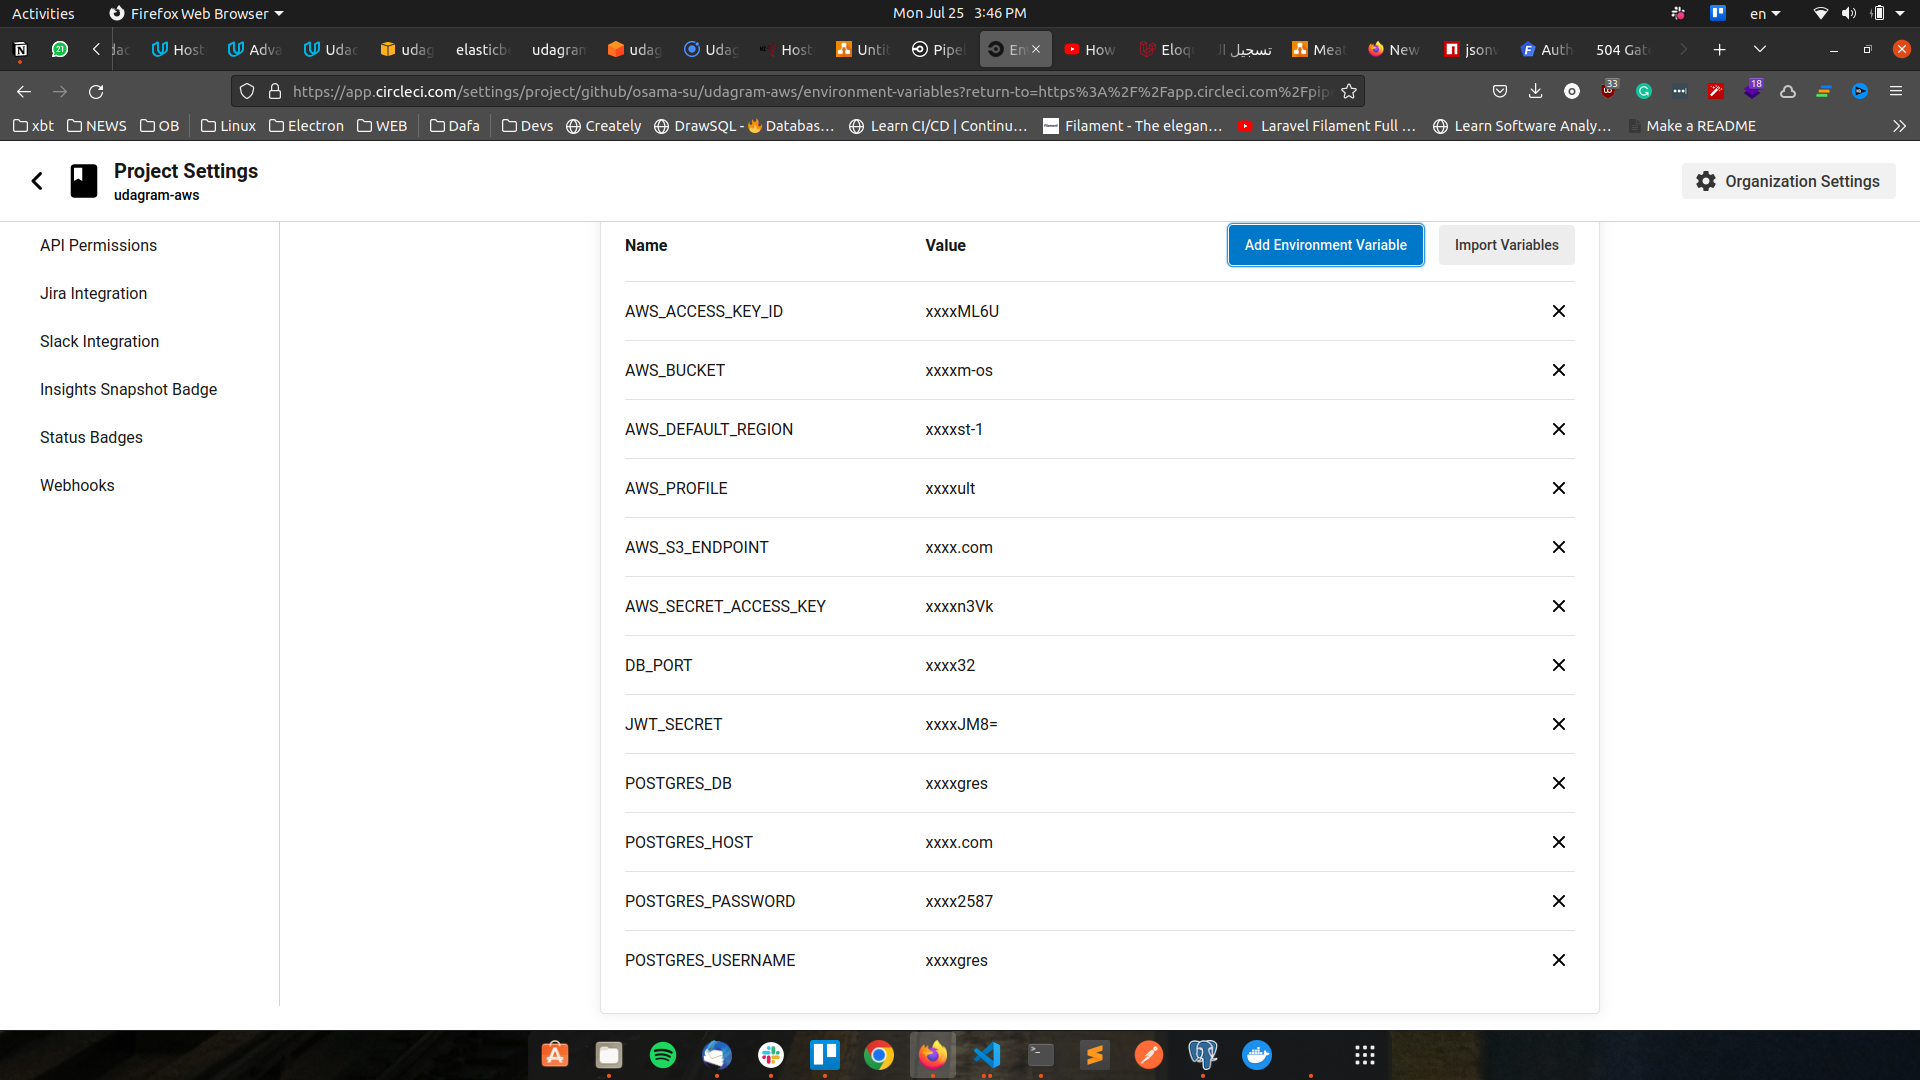 Activities Firefox Web Browser Mon Jul 25 3:46 PM en
21 Host Adva Udac udag elasticb udagram udag Udag Host Untit Pipel En How Eloq تسجيل ال Meat New jsonw Auth 504 Gat
https://app.circleci.com/settings/project/github/osama-su/udagram-aws/environment-variables?return-to=https%3A%2F%2Fapp.circleci.com%2Fpip 33 18
xbt NEWS OB Linux Electron WEB Dafa Devs Creately DrawSQL - 🔥 Databas… Learn CI/CD | Continu… Filament - The elegan… Laravel Filament Full … Learn Software Analy… Make a README
Project Settings
udagram-aws
Organization Settings
API Permissions
Jira Integration
Slack Integration
Insights Snapshot Badge
Status Badges
Webhooks
Name Value Add Environment Variable Import Variables
AWS_ACCESS_KEY_ID xxxxML6U
AWS_BUCKET xxxxm-os
AWS_DEFAULT_REGION xxxxst-1
AWS_PROFILE xxxxult
AWS_S3_ENDPOINT xxxx.com
AWS_SECRET_ACCESS_KEY xxxxn3Vk
DB_PORT xxxx32
JWT_SECRET xxxxJM8=
POSTGRES_DB xxxxgres
POSTGRES_HOST xxxx.com
POSTGRES_PASSWORD xxxx2587
POSTGRES_USERNAME xxxxgres